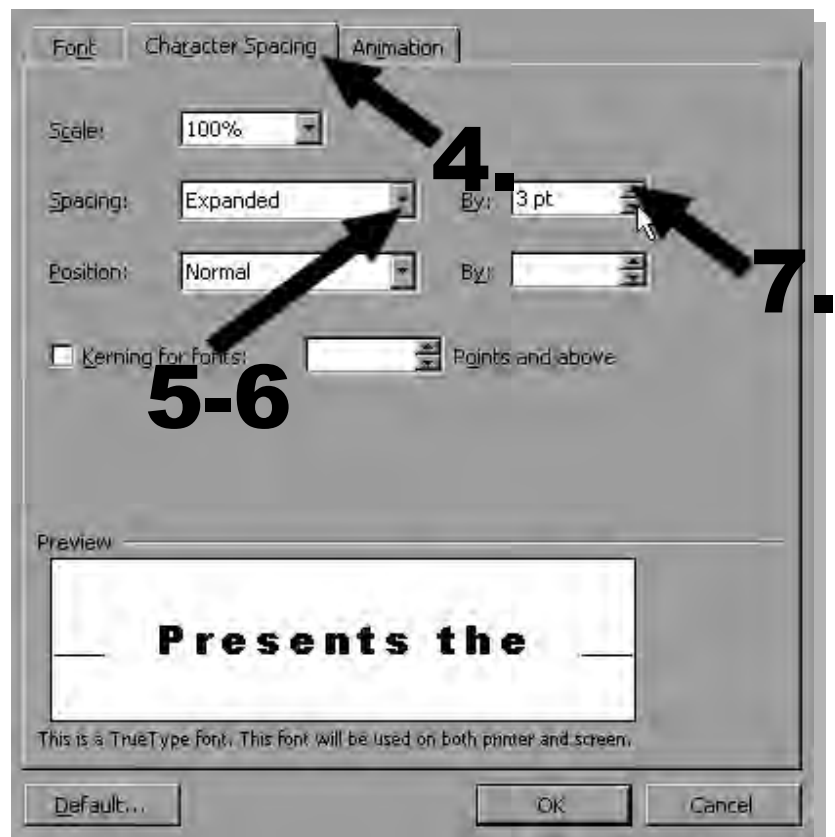 Font Character Spacing Animation
4.
Scale: 100%
Spacing: Expanded By: 3 pt
7.
Position: Normal By:
Kerning for fonts: Points and above
5-6
Preview
Presents the
This is a TrueType font. This font will be used on both printer and screen.
Default... OK Cancel